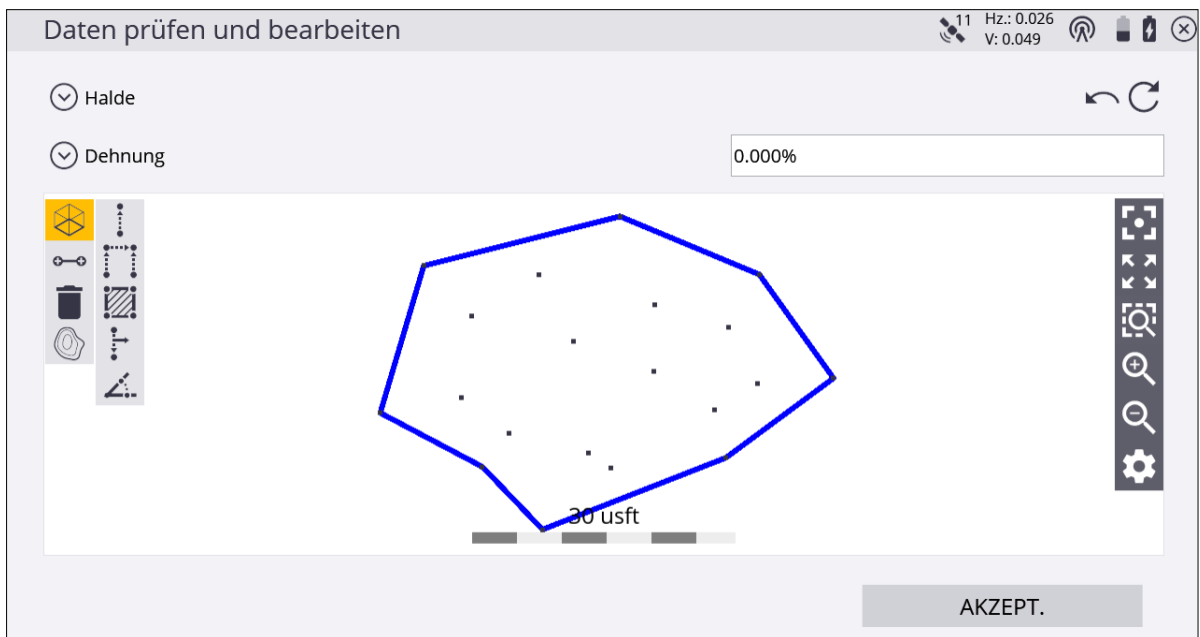 Daten prüfen und bearbeiten
11
Hz.: 0.026
V: 0.049
Halde
Dehnung
0.000%
30 usft
AKZEPT.